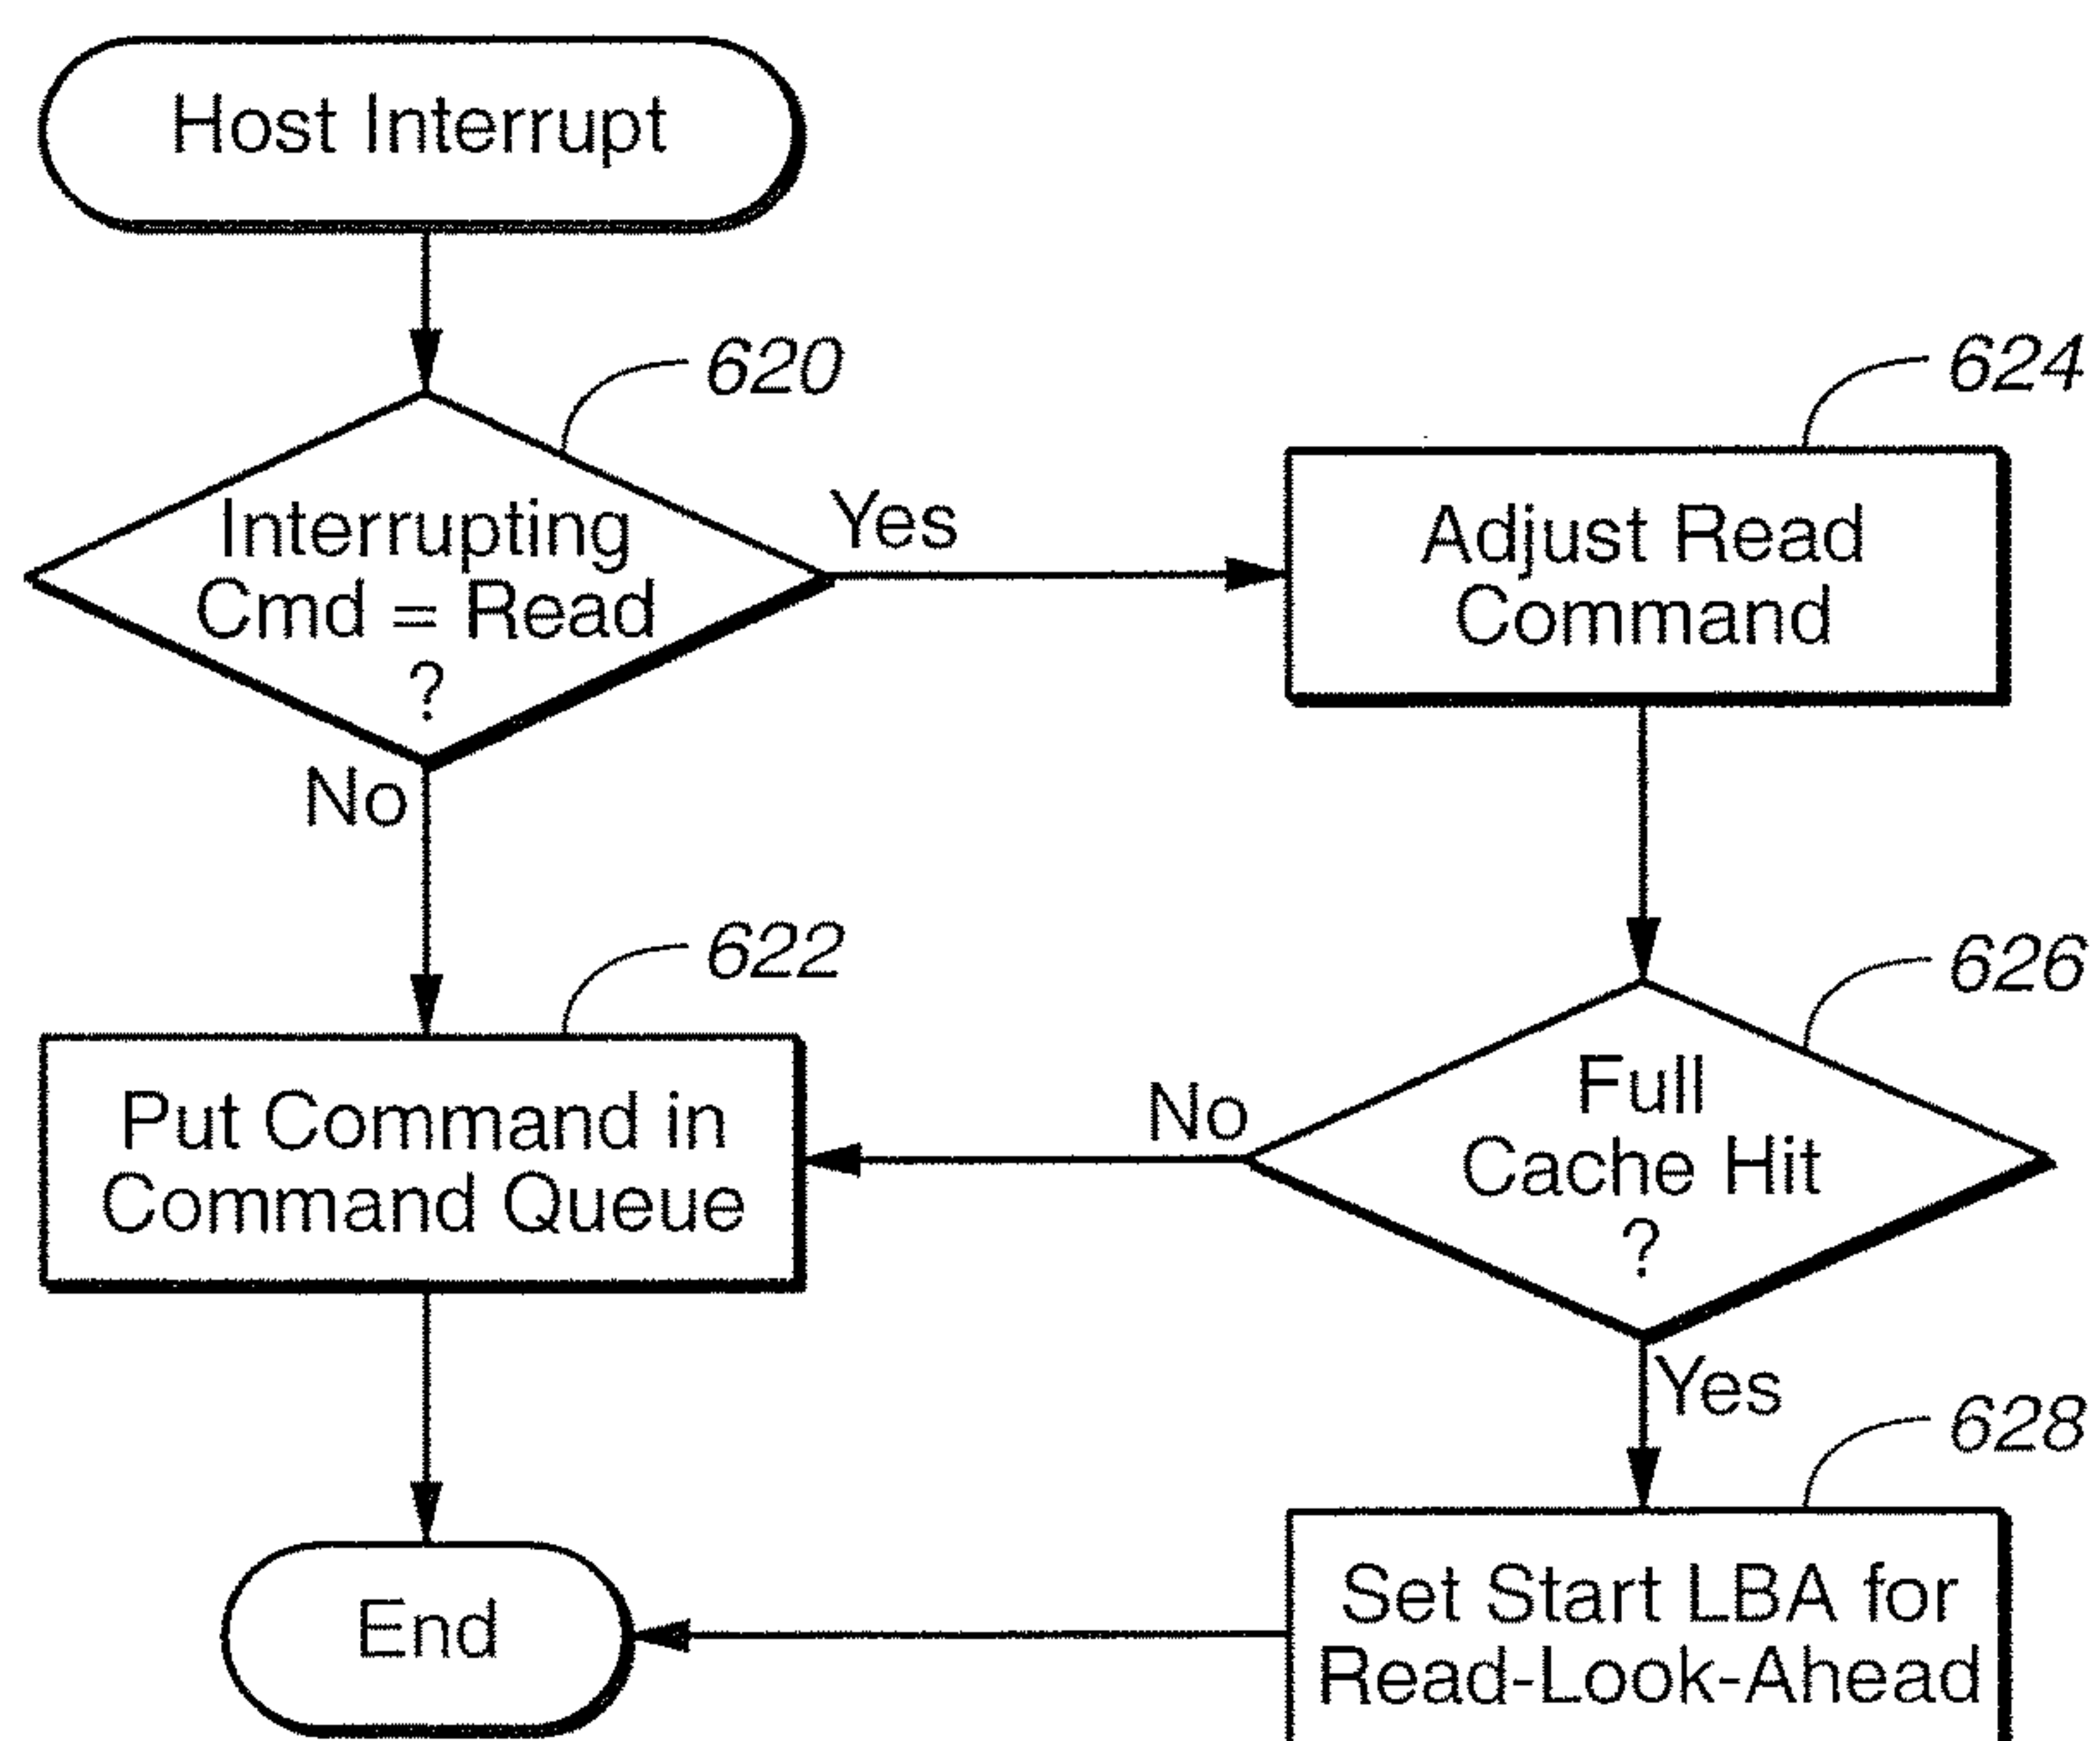 Host Interrupt
620
Interrupting
Cmd = Read
?
Yes
No
624
Adjust Read
Command
622
Put Command in
Command Queue
626
Full
Cache Hit
?
No
Yes
628
Set Start LBA for
Read-Look-Ahead
End